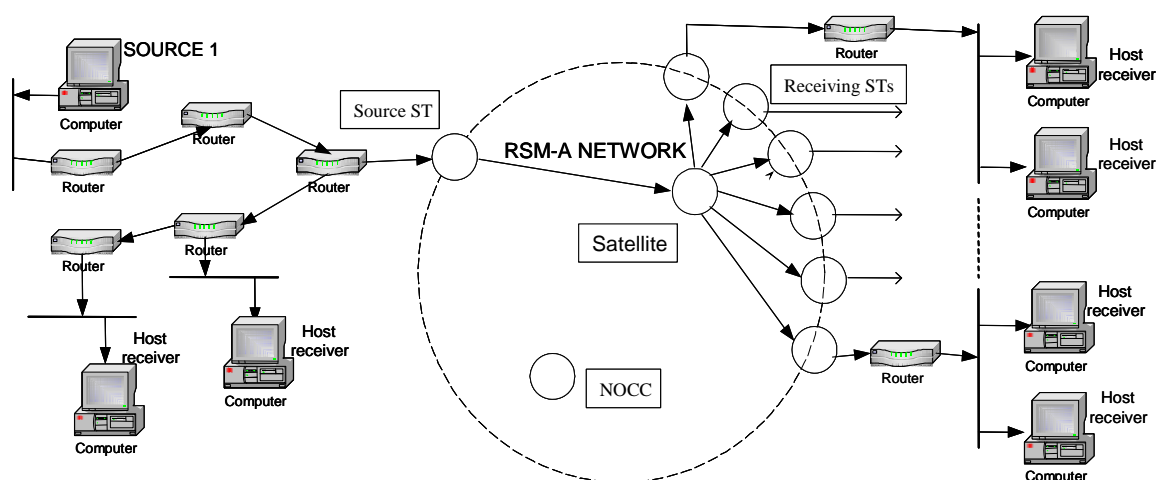 SOURCE 1
Computer
Router
Router
Router
Router
Router
Host
receiver
Computer
Host
receiver
Computer
Source ST
RSM-A NETWORK
Satellite
NOCC
Receiving STs
Router
Host
receiver
Computer
Host
receiver
Computer
Router
Host
receiver
Computer
Host
receiver
Computer